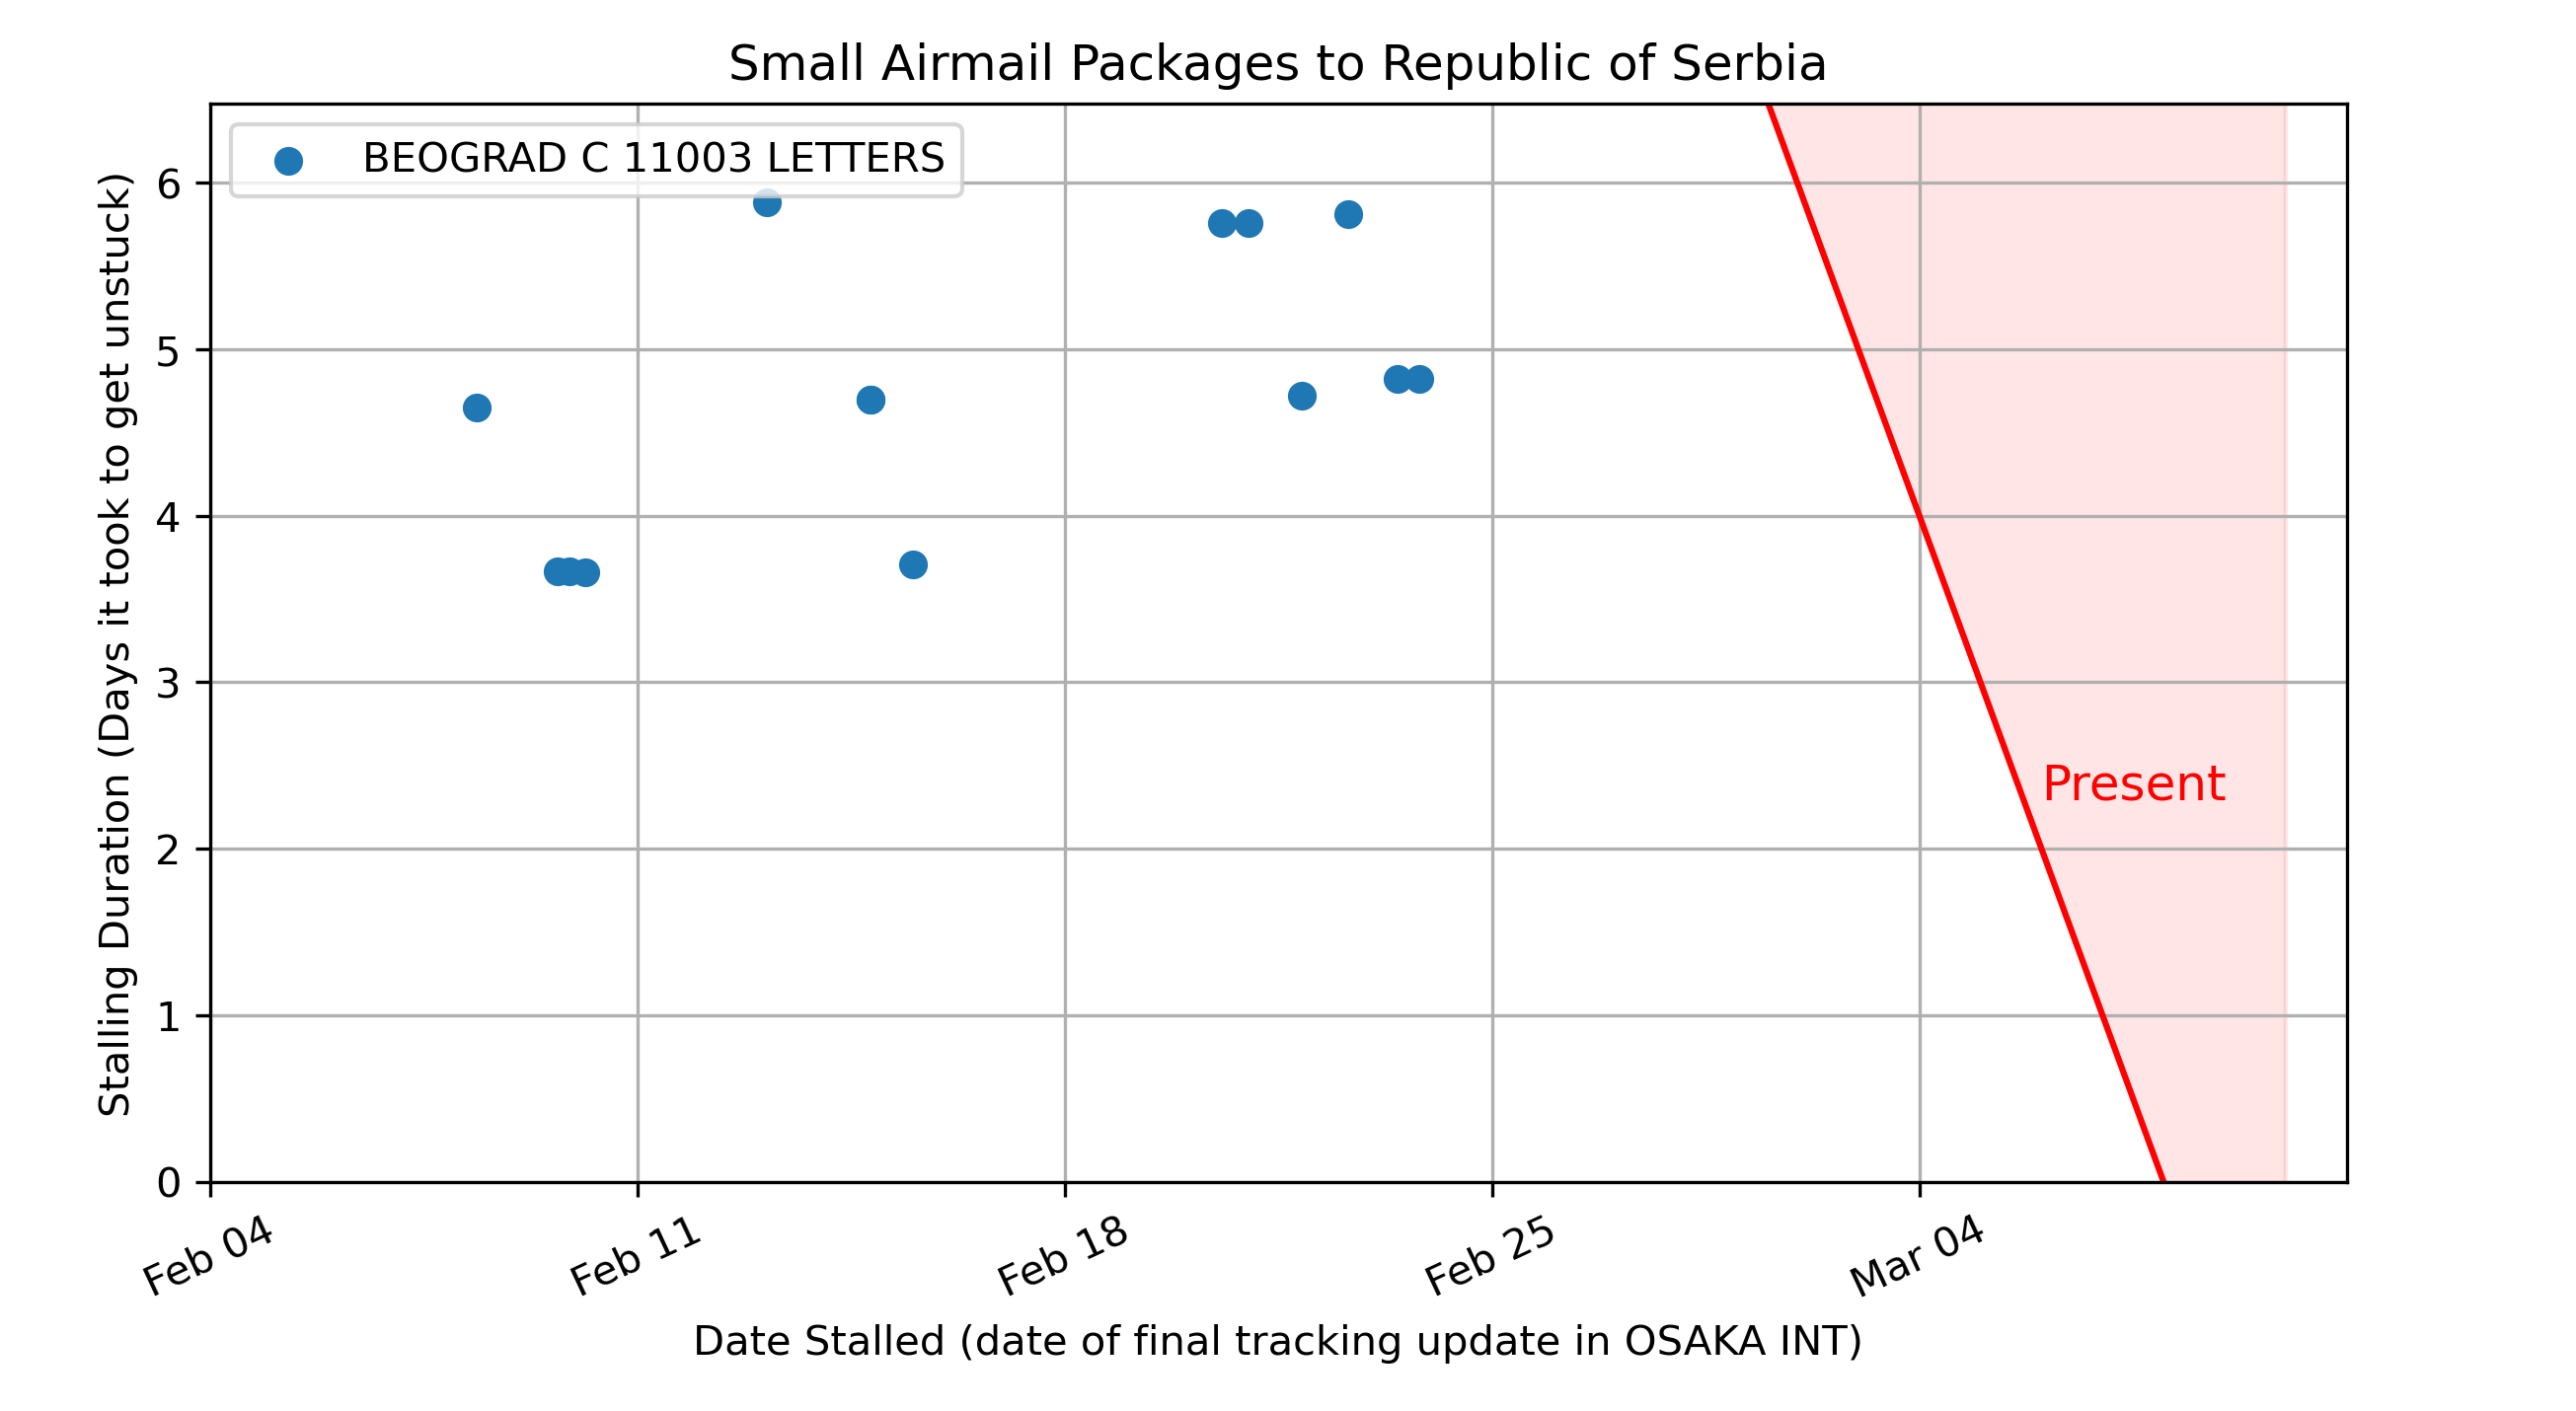 Small Airmail Packages to Republic of Serbia
BEOGRAD C 11003 LETTERS
Stalling Duration (Days it took to get unstuck)
6
5
4
3
2
1
0
Present
Feb 04
Feb 11
Feb 18
Feb 25
Mar 04
Date Stalled (date of final tracking update in OSAKA INT)